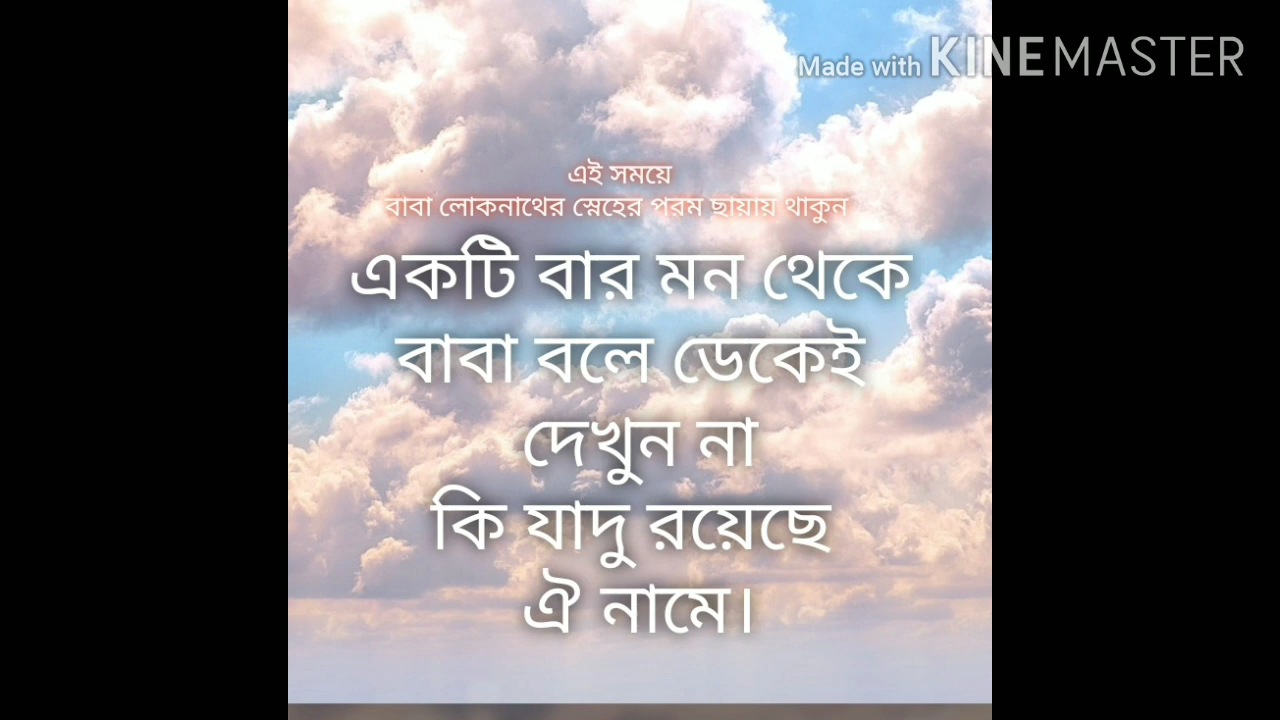 Made with KINEMASTER
এই সময়ে
বাবা লোকনাথের স্নেহের পরম ছায়ায় থাকুন
একটি বার মন থেকে
বাবা বলে ডেকেই
দেখুন না
কি যাদু রয়েছে
ঐ নামে।